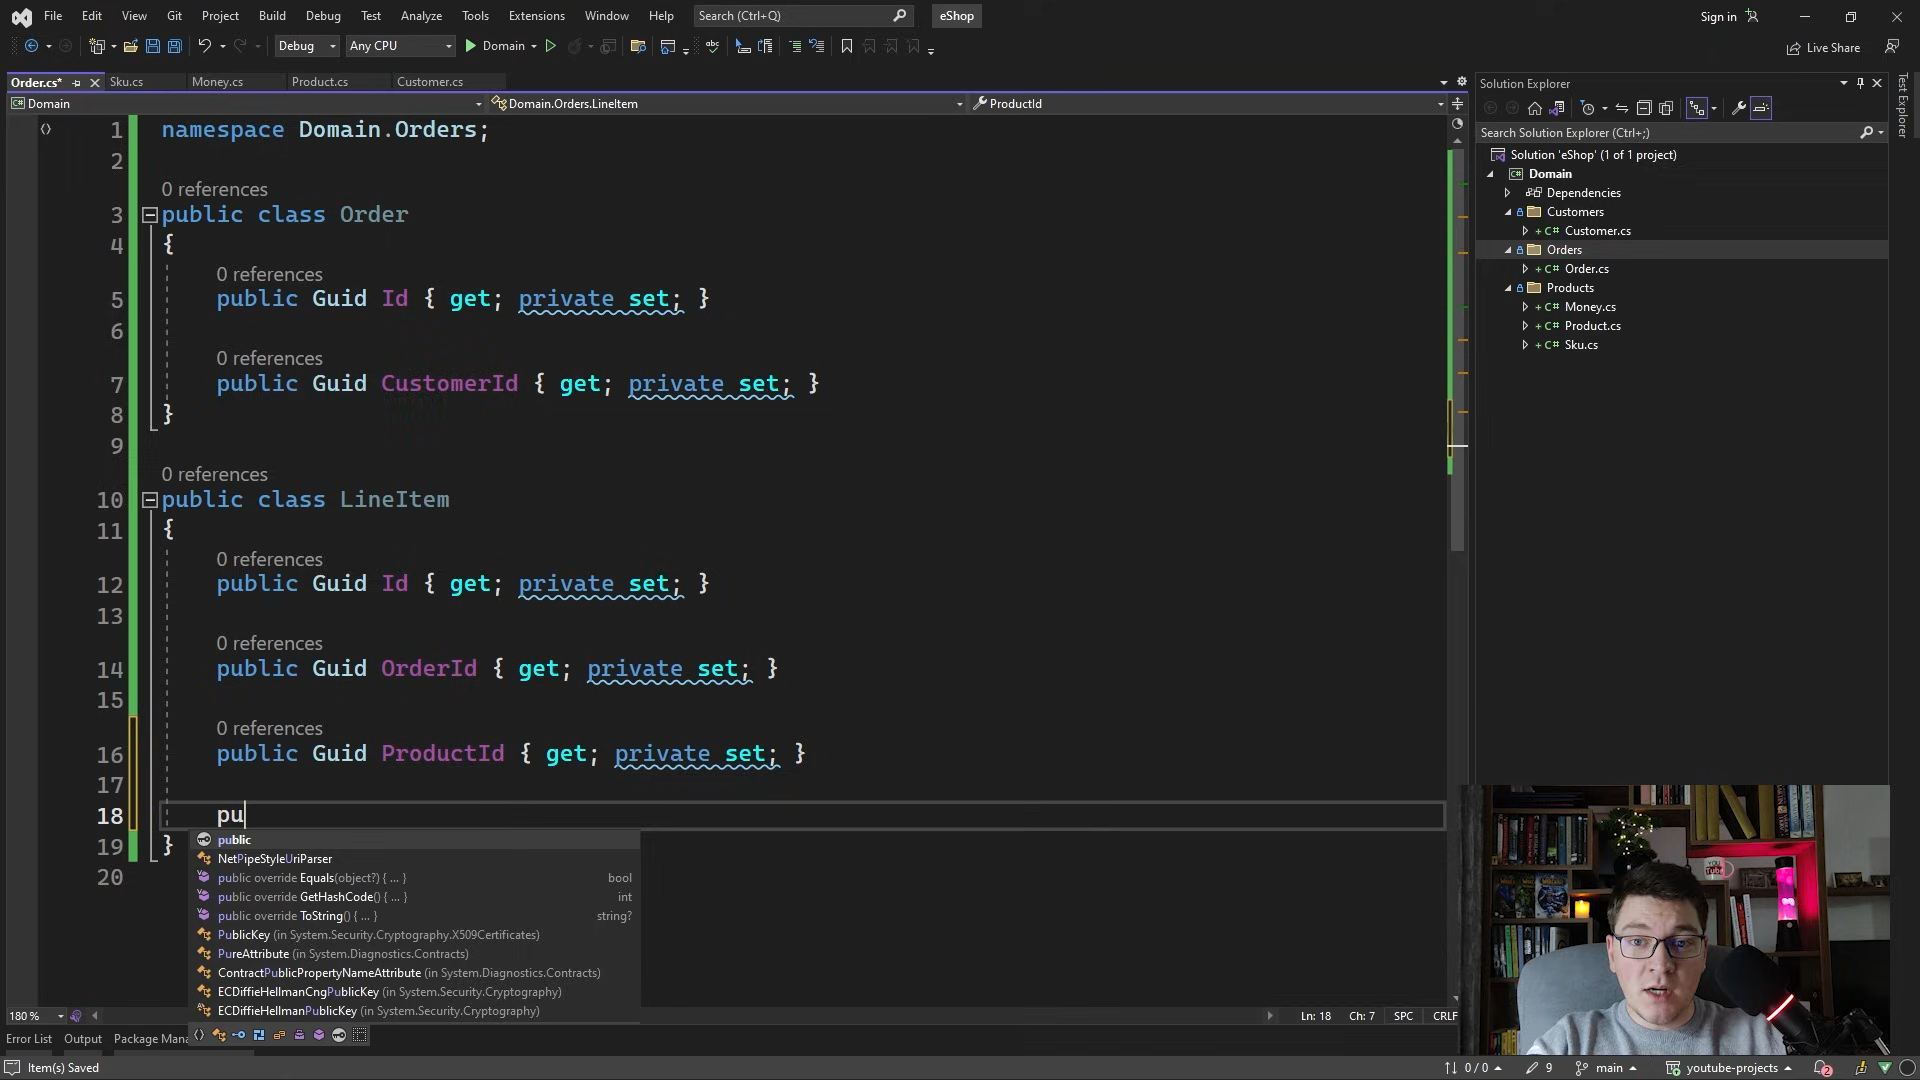 File Edit View Git Project Build Debug Test Analyze Tools Extensions Window Help Search (Ctrl+Q) eShop Sign in
Debug Any CPU Domain Live Share
Order.cs* Sku.cs Money.cs Product.cs Customer.cs
Domain Domain.Orders.LineItem ProductId
1 namespace Domain.Orders;
2
0 references
3 public class Order
4 {
0 references
5 public Guid Id { get; private set; }
6
0 references
7 public Guid CustomerId { get; private set; }
8 }
9
0 references
10 public class LineItem
11 {
0 references
12 public Guid Id { get; private set; }
13
0 references
14 public Guid OrderId { get; private set; }
15
0 references
16 public Guid ProductId { get; private set; }
17
18 pu
19 }
20
public
NetPipeStyleUriParser
public override Equals(object?) { ... } bool
public override GetHashCode() { ... } int
public override ToString() { ... } string?
PublicKey (in System.Security.Cryptography.X509Certificates)
PureAttribute (in System.Diagnostics.Contracts)
ContractPublicPropertyNameAttribute (in System.Diagnostics.Contracts)
ECDiffieHellmanCngPublicKey (in System.Security.Cryptography)
ECDiffieHellmanPublicKey (in System.Security.Cryptography)
180 % Ln: 18 Ch: 7 SPC CRLF
Error List Output Package Mana
Item(s) Saved 0 / 0 9 main youtube-projects 2
Solution Explorer
Search Solution Explorer (Ctrl+;)
Solution 'eShop' (1 of 1 project)
Domain
Dependencies
Customers
Customer.cs
Orders
Order.cs
Products
Money.cs
Product.cs
Sku.cs
Test Explorer
You
Tube